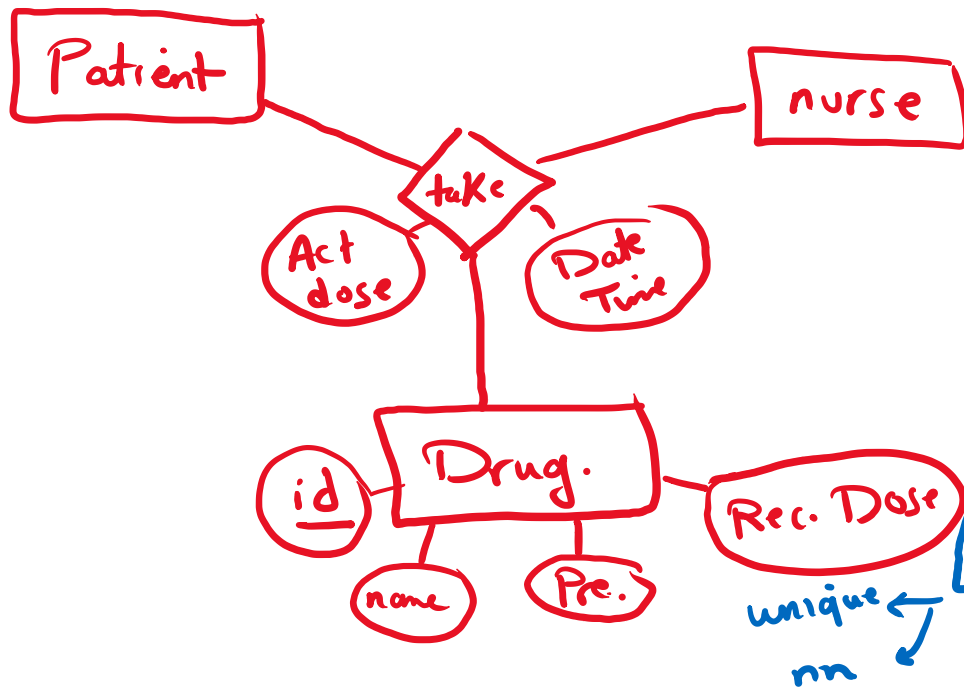 Patient
nurse
take
Act
dose
Date
Time
Drug.
id
Rec. Dose
name
Pre.
unique
nn